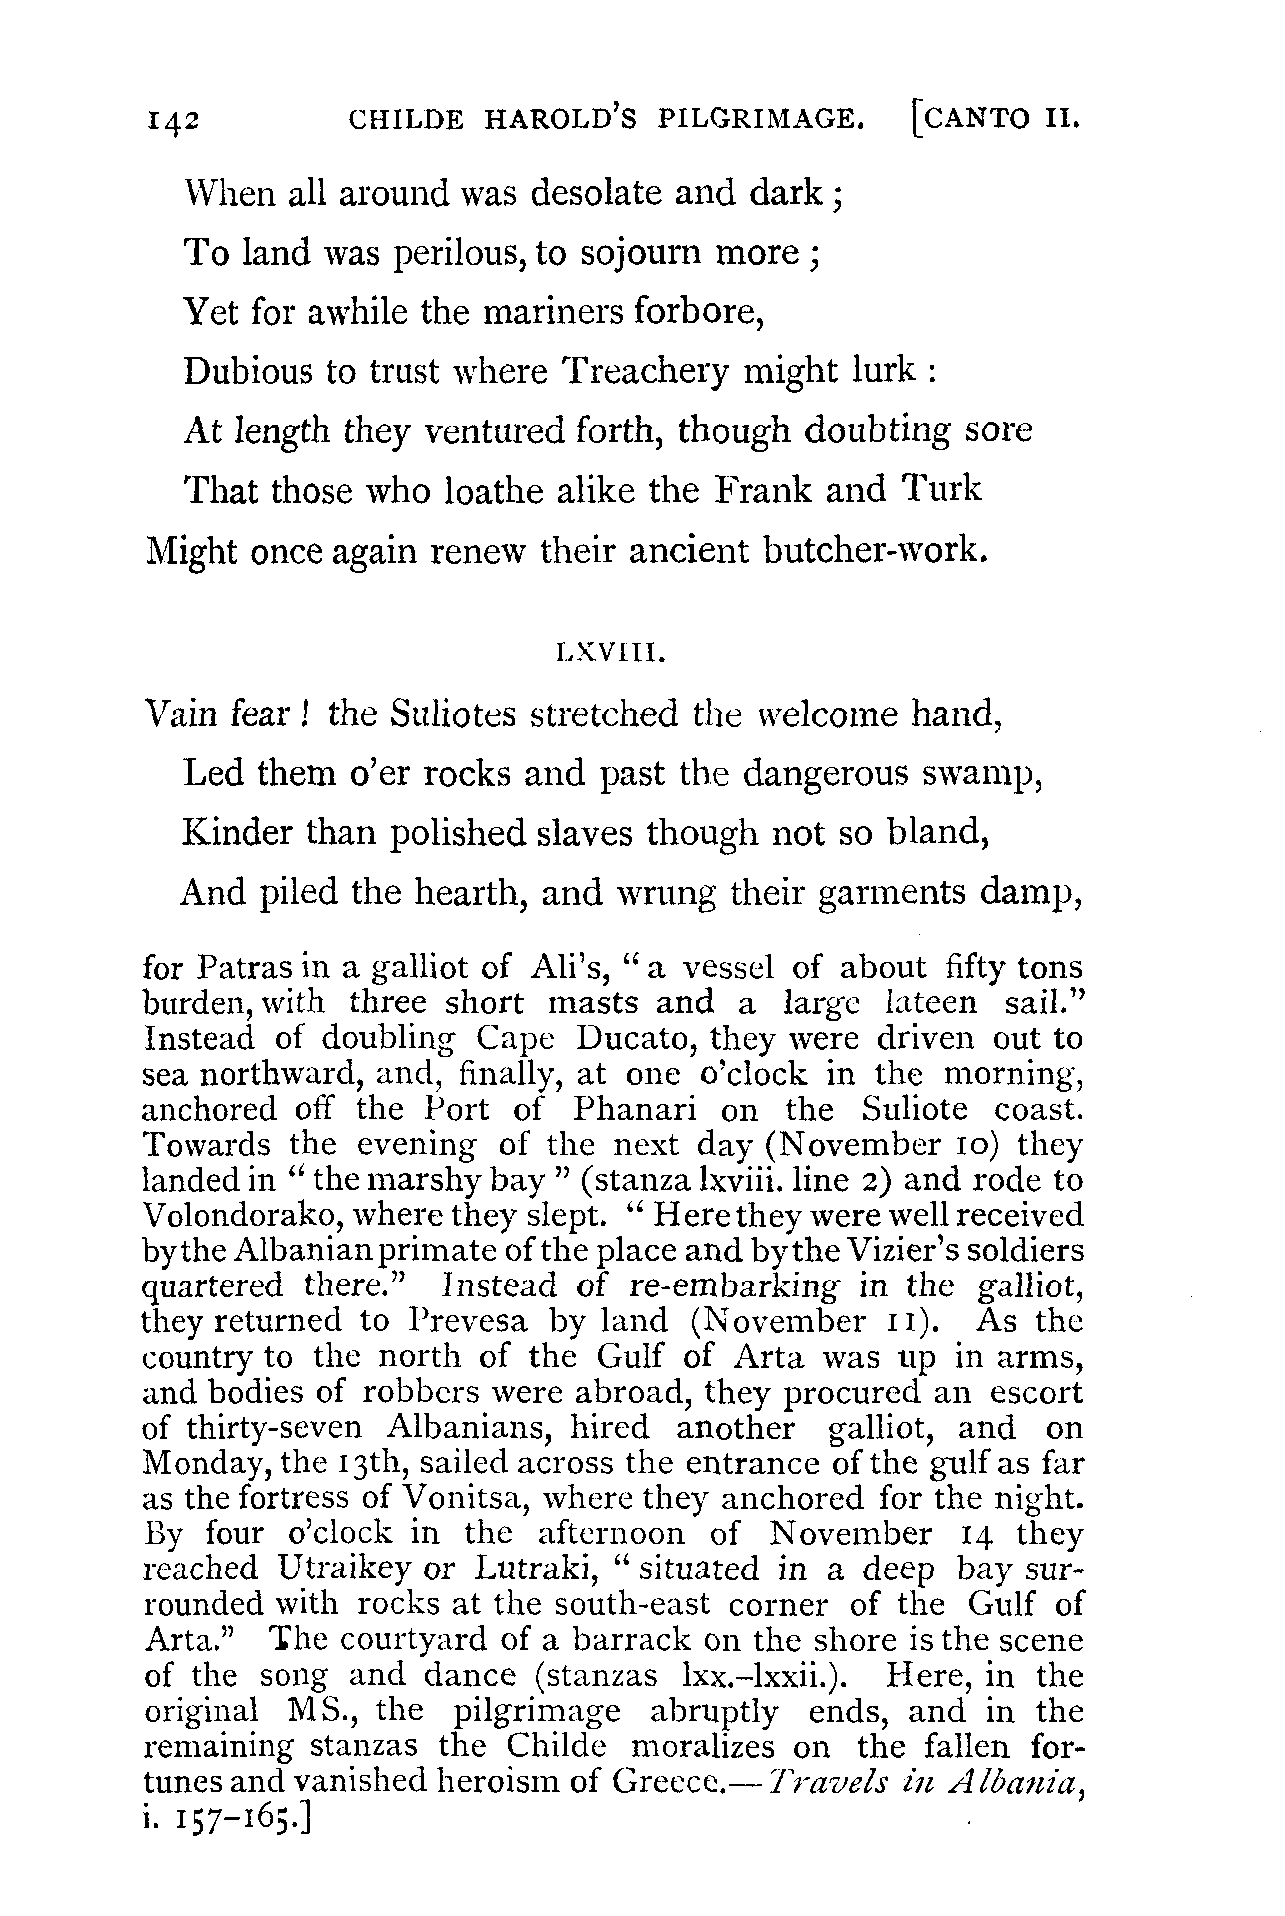 142 CHILDE HAROLD'S PILGRIMAGE. [CANTO II.
When all around was desolate and dark ;
To land was perilous, to sojourn more ;
Yet for awhile the mariners forbore,
Dubious to trust where Treachery might lurk :
At length they ventured forth, though doubting sore
That those who loathe alike the Frank and Turk
Might once again renew their ancient butcher-work.
LXVIII.
Vain fear ! the Suliotes stretched the welcome hand,
Led them o'er rocks and past the dangerous swamp,
Kinder than polished slaves though not so bland,
And piled the hearth, and wrung their garments damp,
for Patras in a galliot of Ali's, "a vessel of about fifty tons
burden, with three short masts and a large lateen sail."
Instead of doubling Cape Ducato, they were driven out to
sea northward, and, finally, at one o'clock in the morning,
anchored off the Port of Phanari on the Suliote coast.
Towards the evening of the next day (November 10) they
landed in "the marshy bay" (stanza lxviii. line 2) and rode to
Volondorako, where they slept. "Here they were well received
by the Albanian primate of the place and by the Vizier's soldiers
quartered there." Instead of re-embarking in the galliot,
they returned to Prevesa by land (November 11). As the
country to the north of the Gulf of Arta was up in arms,
and bodies of robbers were abroad, they procured an escort
of thirty-seven Albanians, hired another galliot, and on
Monday, the 13th, sailed across the entrance of the gulf as far
as the fortress of Vonitsa, where they anchored for the night.
By four o'clock in the afternoon of November 14 they
reached Utraikey or Lutraki, "situated in a deep bay sur-
rounded with rocks at the south-east corner of the Gulf of
Arta." The courtyard of a barrack on the shore is the scene
of the song and dance (stanzas lxx.-lxxii.). Here, in the
original MS., the pilgrimage abruptly ends, and in the
remaining stanzas the Childe moralizes on the fallen for-
tunes and vanished heroism of Greece.—Travels in Albania,
i. 157-165.]